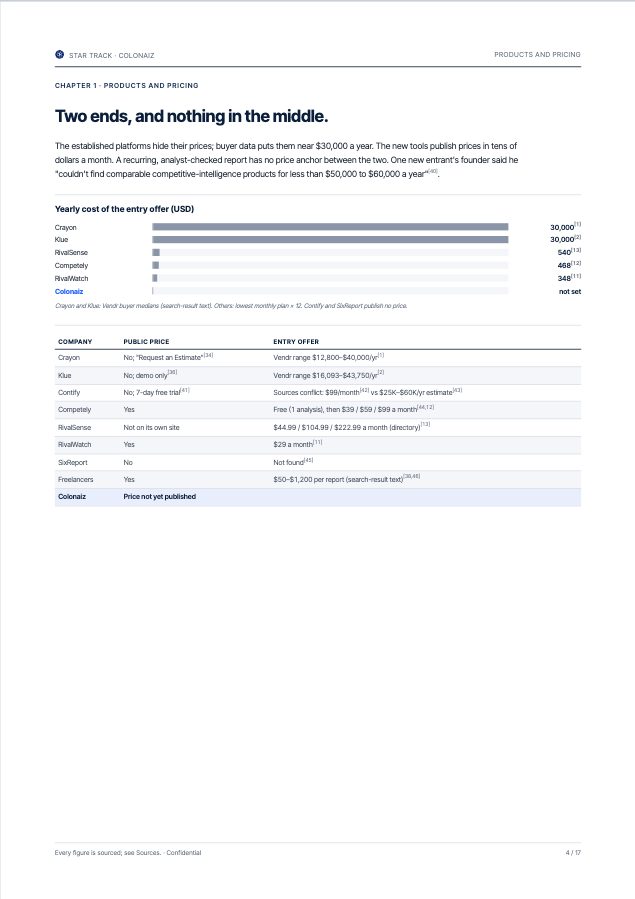 STAR TRACK · COLONAIZ
PRODUCTS AND PRICING
CHAPTER 1 · PRODUCTS AND PRICING
Two ends, and nothing in the middle.
The established platforms hide their prices; buyer data puts them near $30,000 a year. The new tools publish prices in tens of
dollars a month. A recurring, analyst-checked report has no price anchor between the two. One new entrant's founder said he
"couldn't find comparable competitive-intelligence products for less than $50,000 to $60,000 a year"[40].
Yearly cost of the entry offer (USD)
Crayon 30,000[1]
Klue 30,000[2]
RivalSense 540[13]
Competely 468[12]
RivalWatch 348[11]
Colonaiz not set
Crayon and Klue: Vendr buyer medians (search-result text). Others: lowest monthly plan × 12. Contify and SixReport publish no price.
COMPANY PUBLIC PRICE ENTRY OFFER
Crayon No; "Request an Estimate"[34] Vendr range $12,800–$40,000/yr[1]
Klue No; demo only[36] Vendr range $16,093–$43,750/yr[2]
Contify No; 7-day free trial[41] Sources conflict: $99/month[42] vs $25K–$60K/yr estimate[43]
Competely Yes Free (1 analysis), then $39 / $59 / $99 a month[44,12]
RivalSense Not on its own site $44.99 / $104.99 / $222.99 a month (directory)[13]
RivalWatch Yes $29 a month[11]
SixReport No Not found[45]
Freelancers Yes $50–$1,200 per report (search-result text)[38,46]
Colonaiz Price not yet published
Every figure is sourced; see Sources. · Confidential
4 / 17